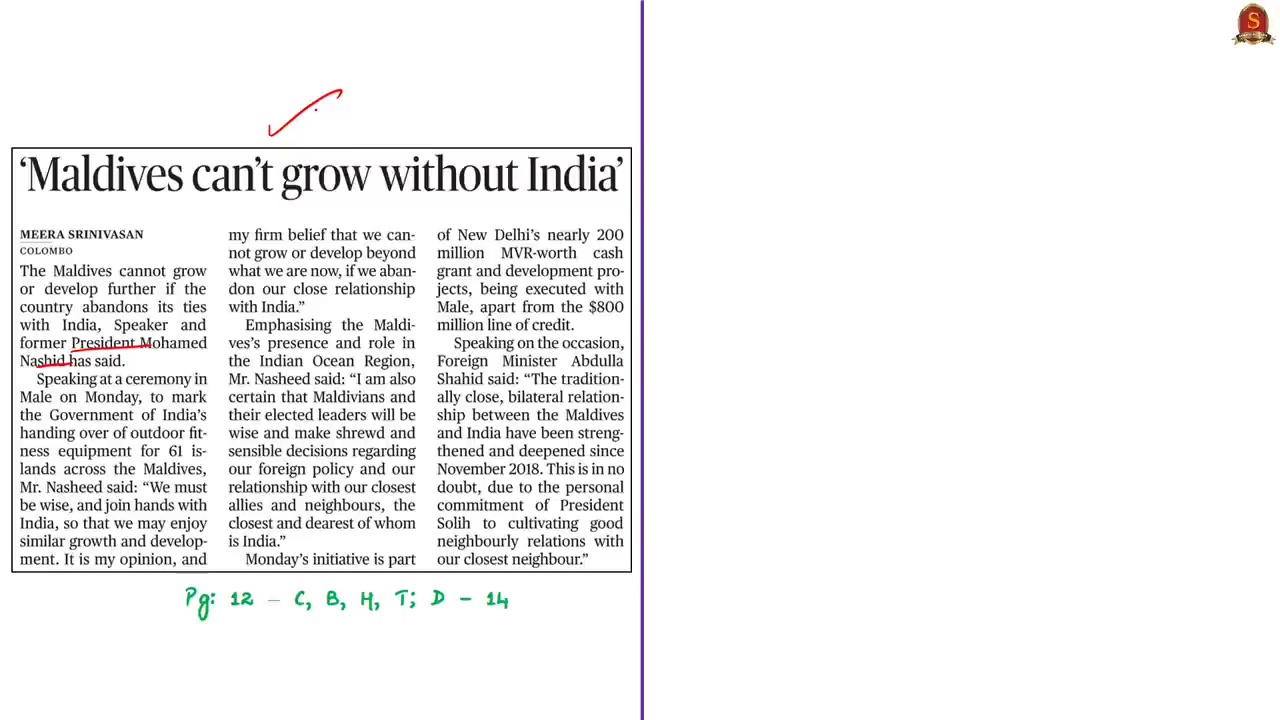 S
‘Maldives can’t grow without India’
MEERA SRINIVASAN
COLOMBO
The Maldives cannot grow
or develop further if the
country abandons its ties
with India, Speaker and
former President Mohamed
Nashid has said.
Speaking at a ceremony in
Male on Monday, to mark
the Government of India’s
handing over of outdoor fit-
ness equipment for 61 is-
lands across the Maldives,
Mr. Nasheed said: “We must
be wise, and join hands with
India, so that we may enjoy
similar growth and develop-
ment. It is my opinion, and
my firm belief that we can-
not grow or develop beyond
what we are now, if we aban-
don our close relationship
with India.”
Emphasising the Maldi-
ves’s presence and role in
the Indian Ocean Region,
Mr. Nasheed said: “I am also
certain that Maldivians and
their elected leaders will be
wise and make shrewd and
sensible decisions regarding
our foreign policy and our
relationship with our closest
allies and neighbours, the
closest and dearest of whom
is India.”
Monday’s initiative is part
of New Delhi’s nearly 200
million MVR-worth cash
grant and development pro-
jects, being executed with
Male, apart from the $800
million line of credit.
Speaking on the occasion,
Foreign Minister Abdulla
Shahid said: “The tradition-
ally close, bilateral relation-
ship between the Maldives
and India have been streng-
thened and deepened since
November 2018. This is in no
doubt, due to the personal
commitment of President
Solih to cultivating good
neighbourly relations with
our closest neighbour.”
Pg: 12 – C, B, H, T; D – 14